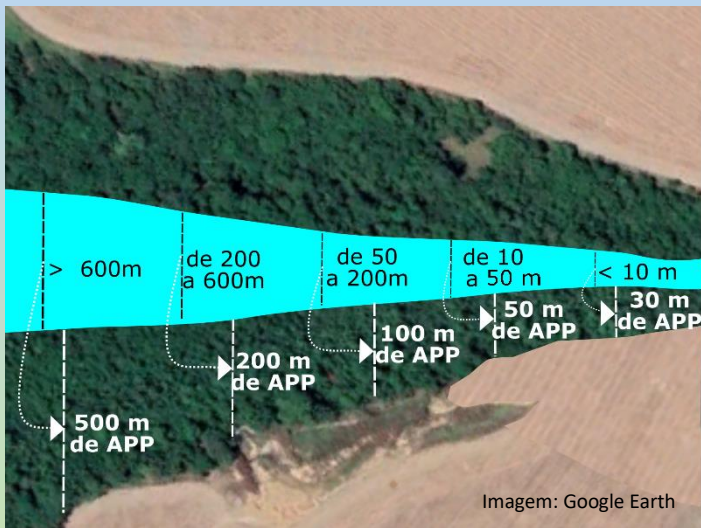 > 600m
de 200
a 600m
de 50
a 200m
de 10
a 50 m
< 10 m
500 m
de APP
200 m
de APP
100 m
de APP
50 m
de APP
30 m
de APP
Imagem: Google Earth